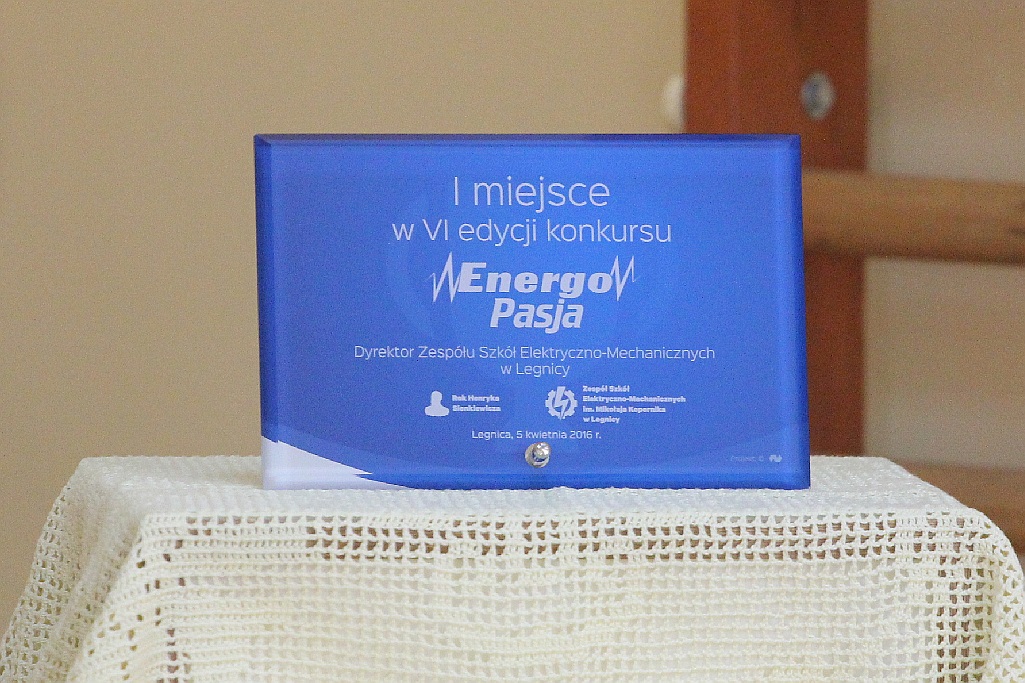 I miejsce
w VI edycji konkursu
Energo
Pasja
Dyrektor Zespołu Szkół Elektryczno-Mechanicznych
w Legnicy
Rok Henryka
Sienkiewicza
Zespół Szkół
Elektryczno-Mechanicznych
im. Mikołaja Kopernika
w Legnicy
Legnica, 5 kwietnia 2016 r.